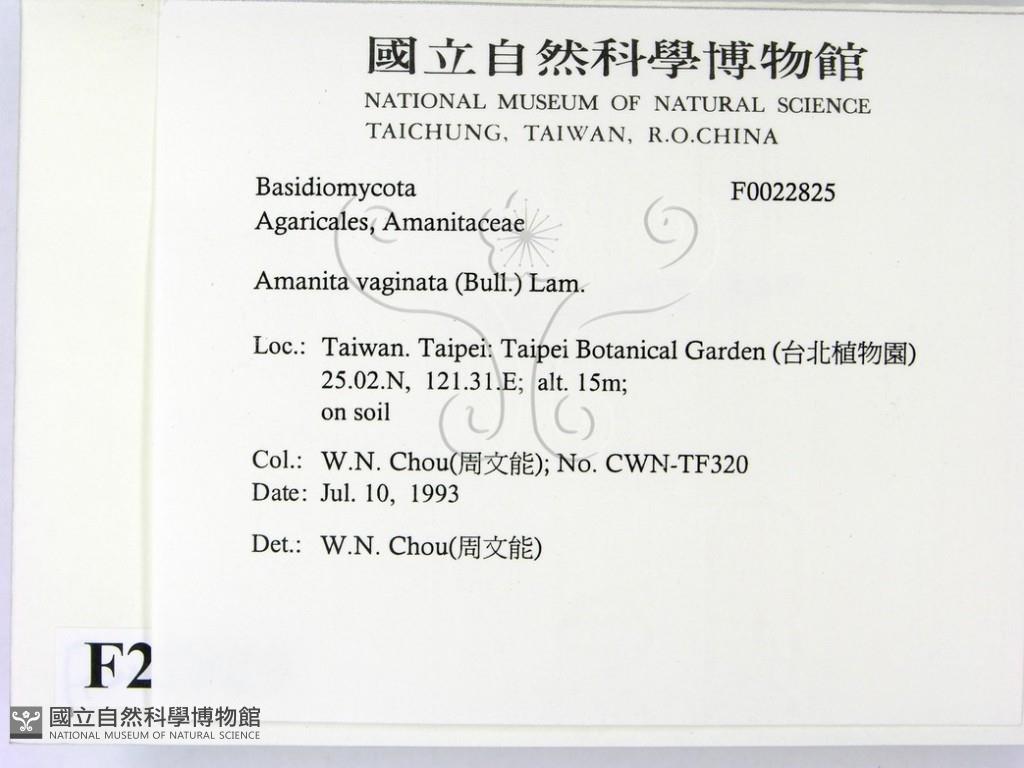 國立自然科學博物館
NATIONAL MUSEUM OF NATURAL SCIENCE
TAICHUNG, TAIWAN, R.O.CHINA
Basidiomycota F0022825
Agaricales, Amanitaceae
Amanita vaginata (Bull.) Lam.
Loc.: Taiwan. Taipei: Taipei Botanical Garden (台北植物園)
25.02.N, 121.31.E; alt. 15m;
on soil
Col.: W.N. Chou(周文能); No. CWN-TF320
Date: Jul. 10, 1993
Det.: W.N. Chou(周文能)
F2
國立自然科學博物館
NATIONAL MUSEUM OF NATURAL SCIENCE